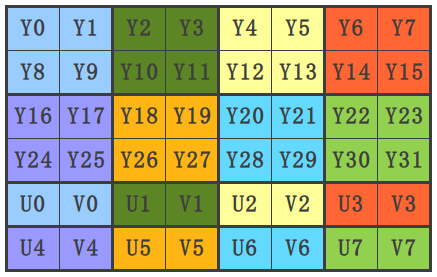 Y0 Y1 Y2 Y3 Y4 Y5 Y6 Y7
Y8 Y9 Y10 Y11 Y12 Y13 Y14 Y15
Y16 Y17 Y18 Y19 Y20 Y21 Y22 Y23
Y24 Y25 Y26 Y27 Y28 Y29 Y30 Y31
U0 V0 U1 V1 U2 V2 U3 V3
U4 V4 U5 V5 U6 V6 U7 V7